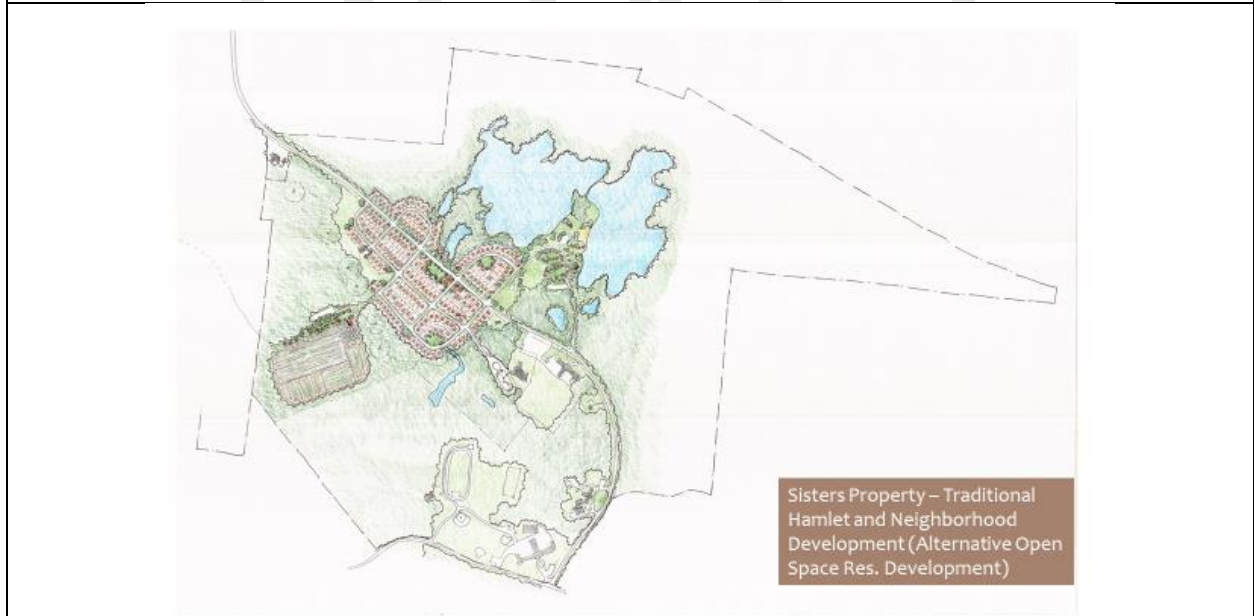 Sisters Property – Traditional
Hamlet and Neighborhood
Development (Alternative Open
Space Res. Development)